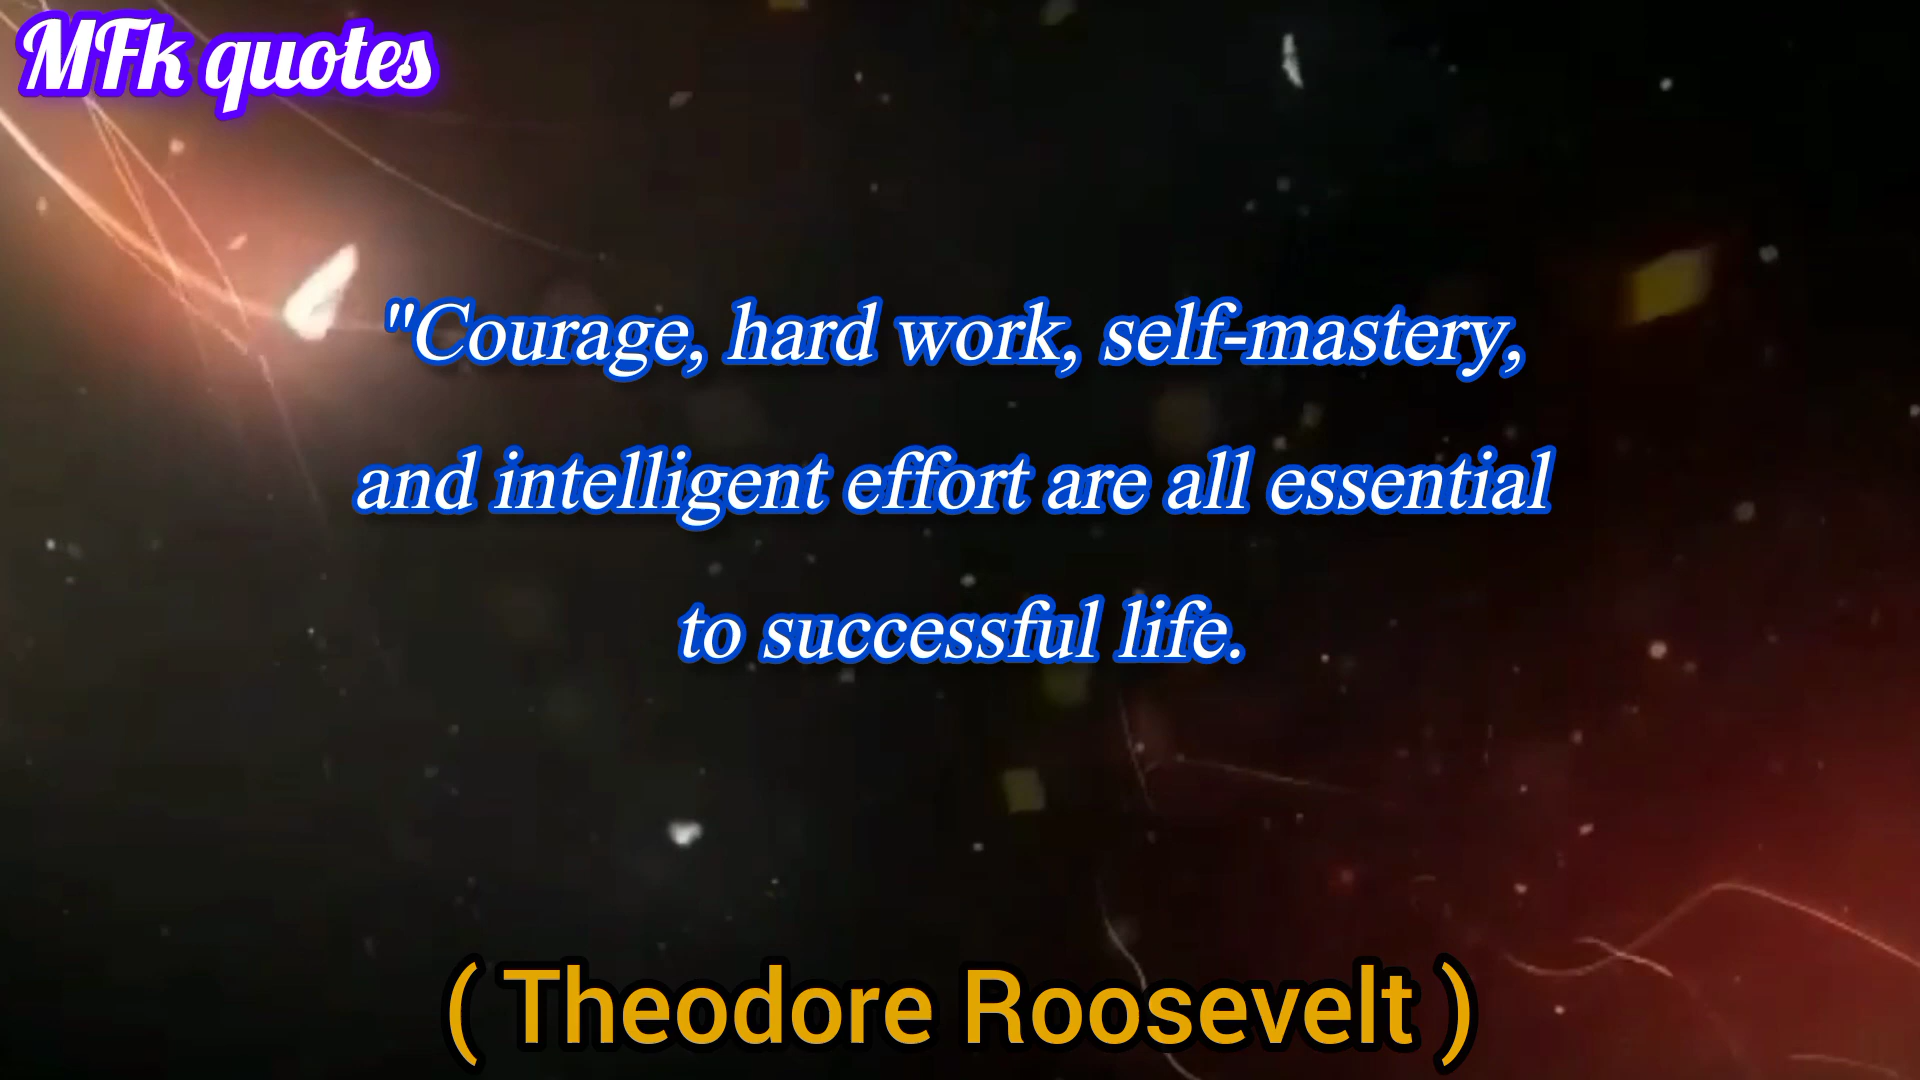 MFk quotes
"Courage, hard work, self-mastery,
and intelligent effort are all essential
to successful life.
( Theodore Roosevelt )